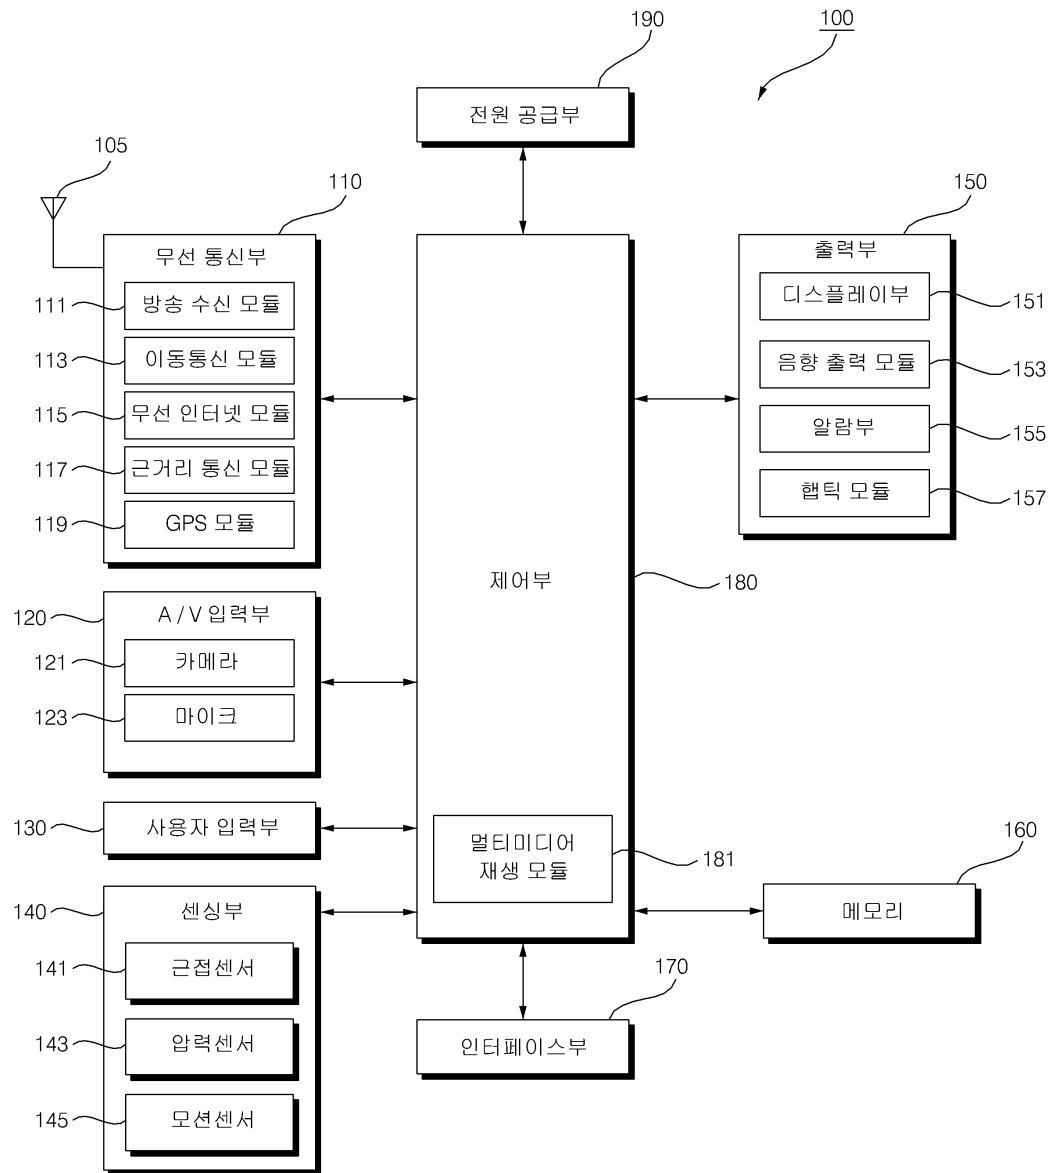 190
100
전원 공급부
105
110
150
무선 통신부
출력부
111
방송 수신 모듈
디스플레이부
151
113
이동통신 모듈
음향 출력 모듈
153
115
무선 인터넷 모듈
알람부
155
117
근거리 통신 모듈
햅틱 모듈
157
119
GPS 모듈
제어부
180
120
A / V 입력부
121
카메라
123
마이크
130
사용자 입력부
멀티미디어
재생 모듈
181
160
140
센싱부
메모리
141
근접센서
170
143
압력센서
인터페이스부
145
모션센서